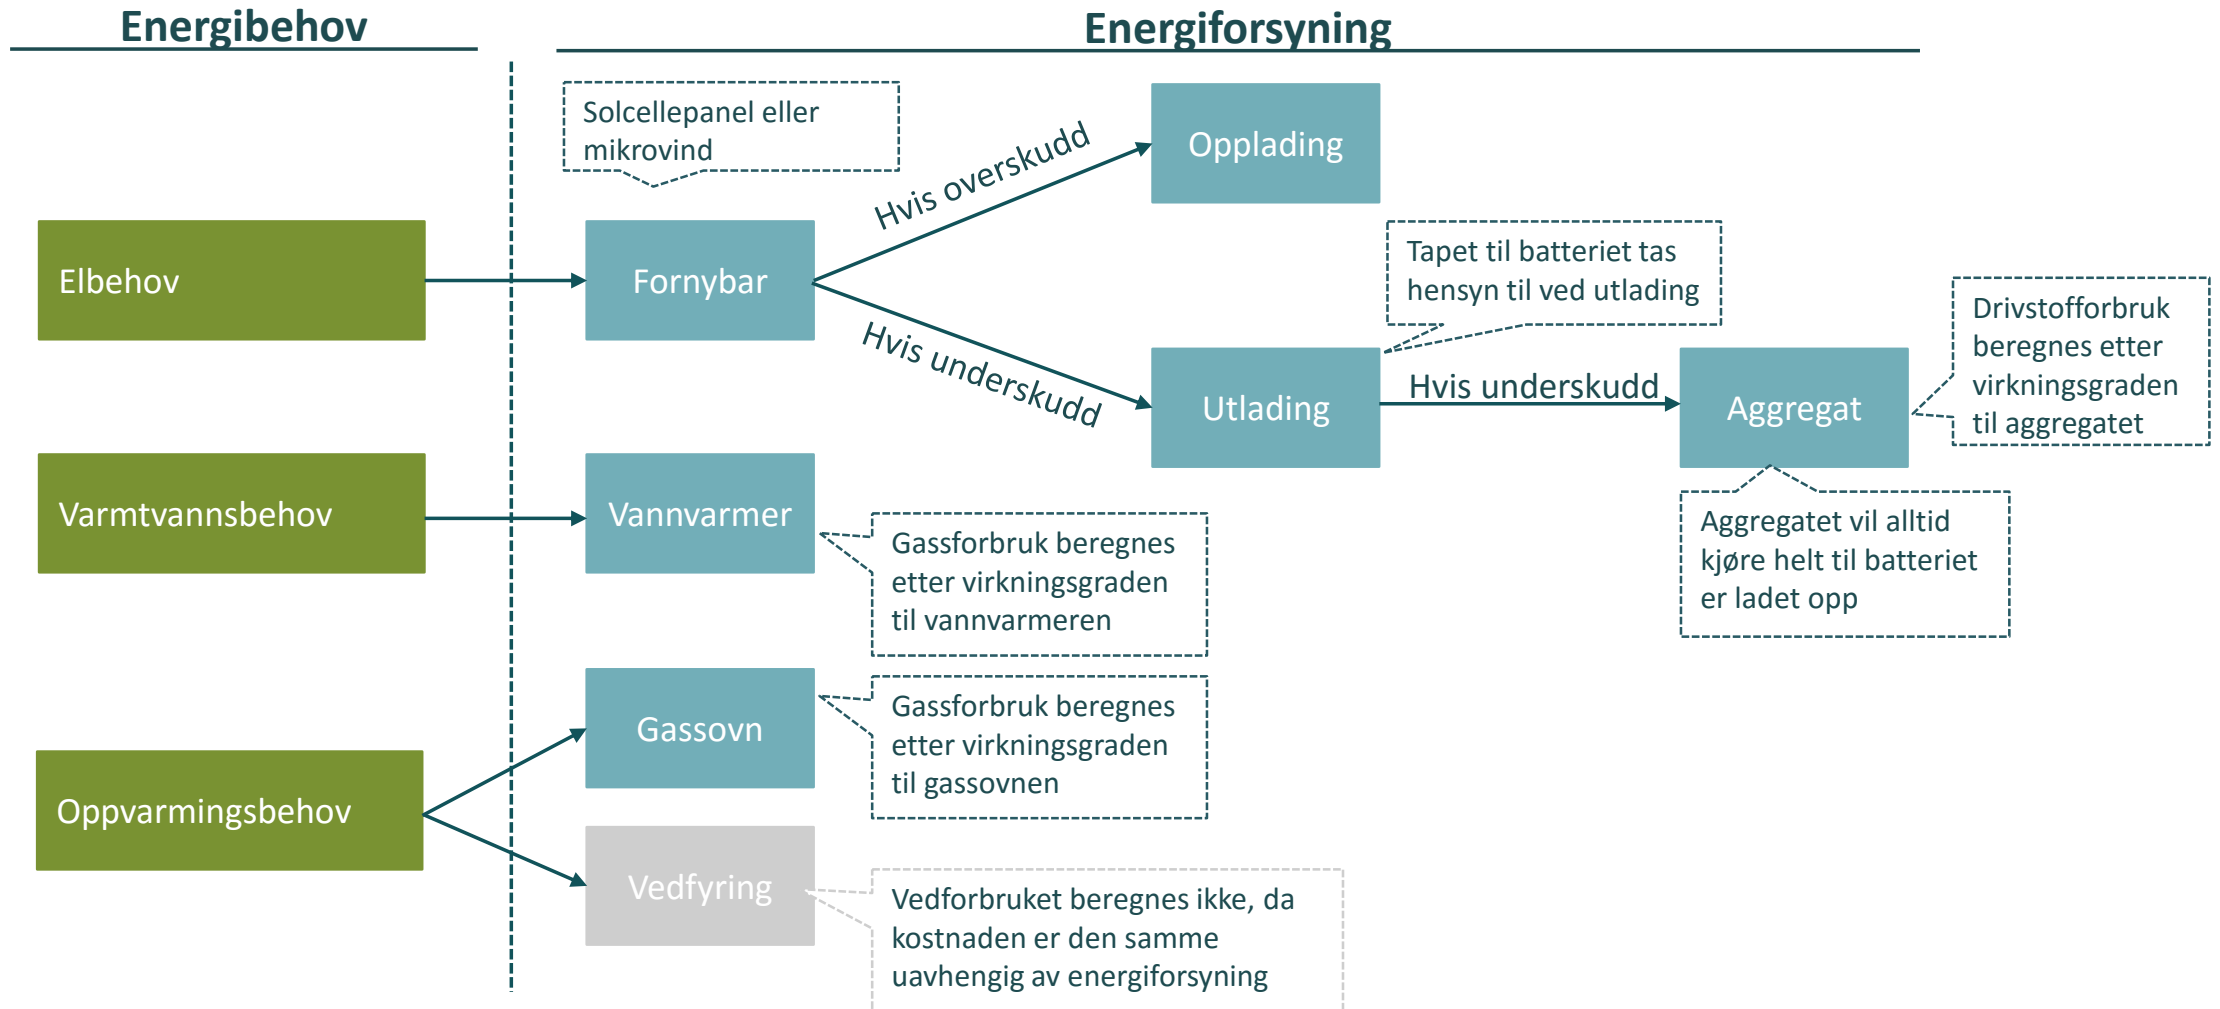 Energibehov
Energiforsyning
Solcellepanel eller
mikrovind
Opplading
Hvis overskudd
Elbehov
Fornybar
Hvis underskudd
Tapet til batteriet tas
hensyn til ved utlading
Utlading
Hvis underskudd
Aggregat
Drivstofforbruk
beregnes etter
virkningsgraden
til aggregatet
Aggregatet vil alltid
kjøre helt til batteriet
er ladet opp
Varmtvannsbehov
Vannvarmer
Gassforbruk beregnes
etter virkningsgraden
til vannvarmeren
Oppvarmingsbehov
Gassovn
Gassforbruk beregnes
etter virkningsgraden
til gassovnen
Vedfyring
Vedforbruket beregnes ikke, da
kostnaden er den samme
uavhengig av energiforsyning